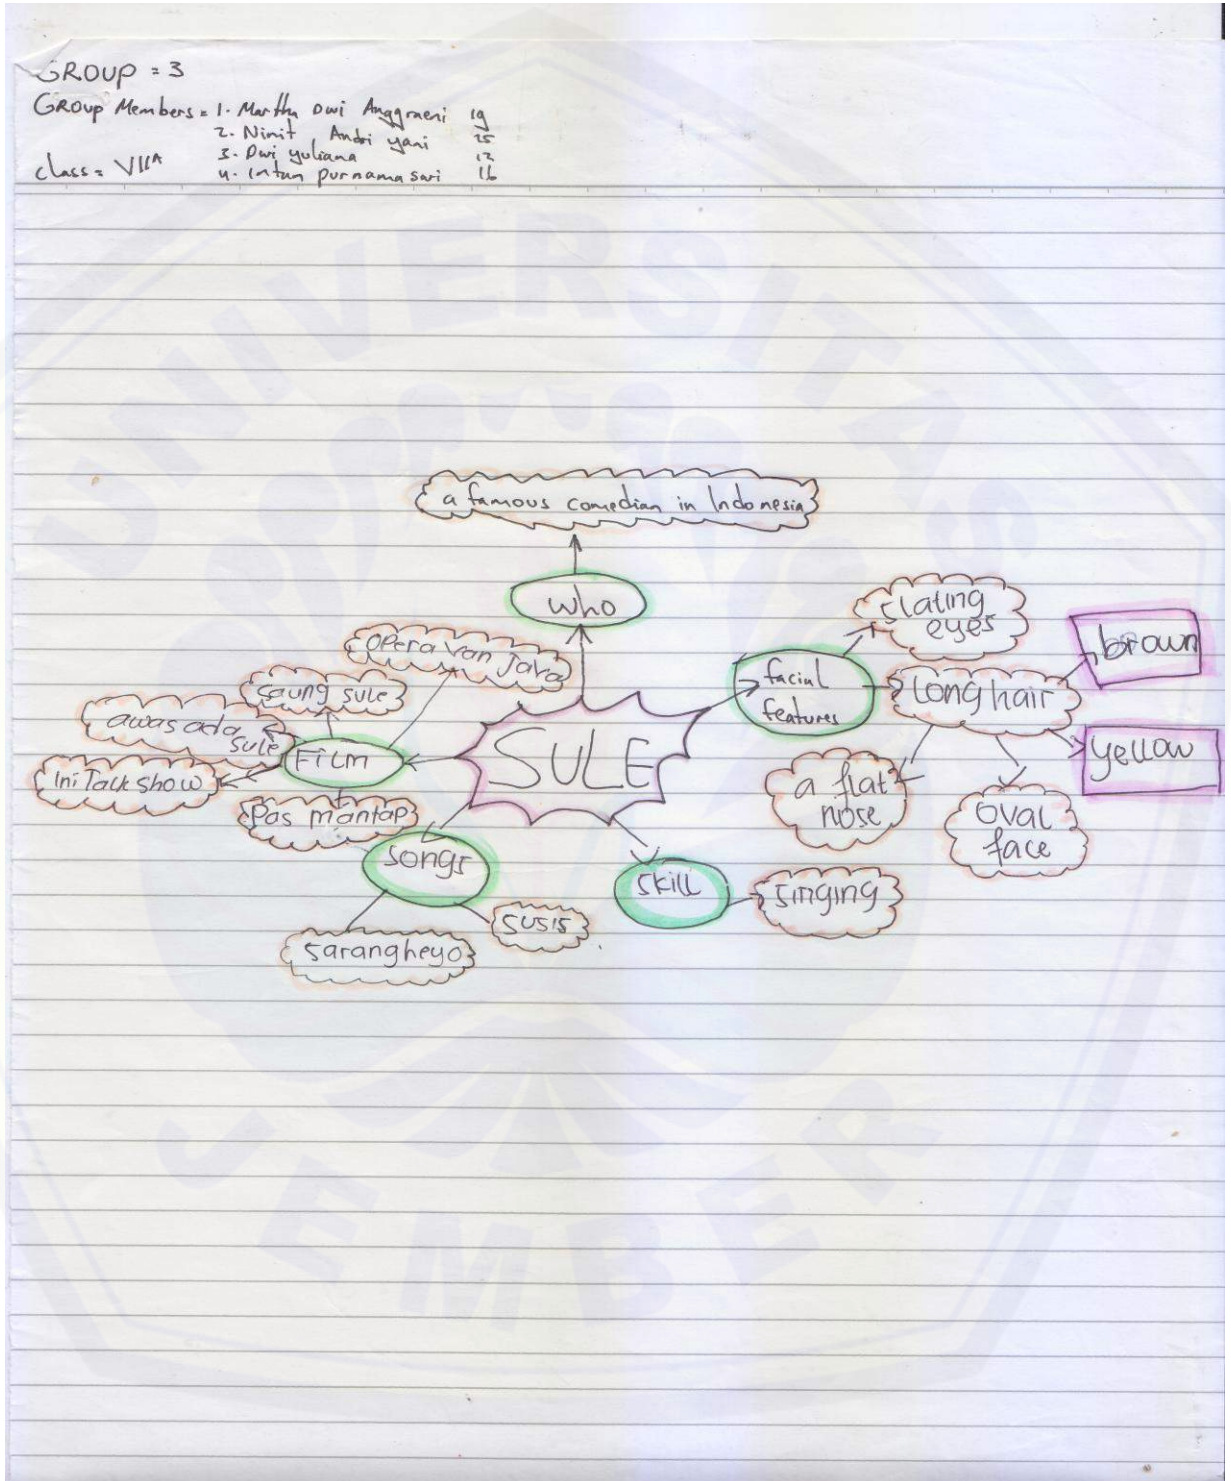 GROUP = 3
Group Members = 1. Martha Dwi Anggraeni 19
2. Nimit Andri yani 25
3. Dwi yuliana 12
class = VIIA
4. Intan purnama sari 16
a famous comedian in Indonesia
who
slating
eyes
brown
opera van Java
facial
features
Long hair
saung sule
awas ada
sule
SULE
yellow
Film
Ini Talk show
a flat
nose
oval
face
Pas mantap
songs
skill
singing
susis
sarangheyo
UNIVERSITAS
JEMBER